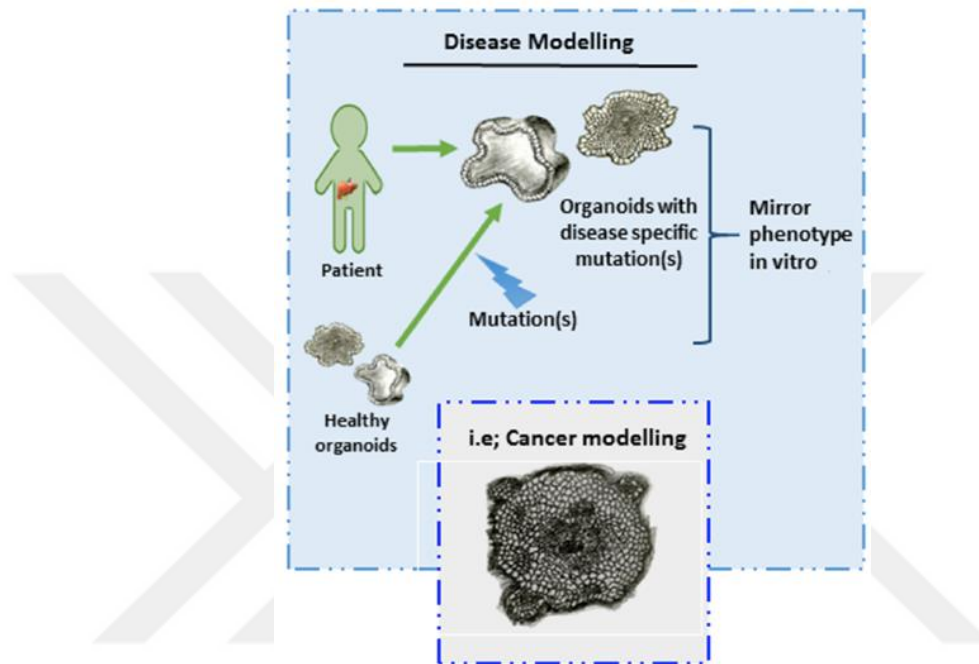 Disease Modelling
Patient
Organoids with
disease specific
mutation(s)
Mirror
phenotype
in vitro
Mutation(s)
Healthy
organoids
i.e; Cancer modelling